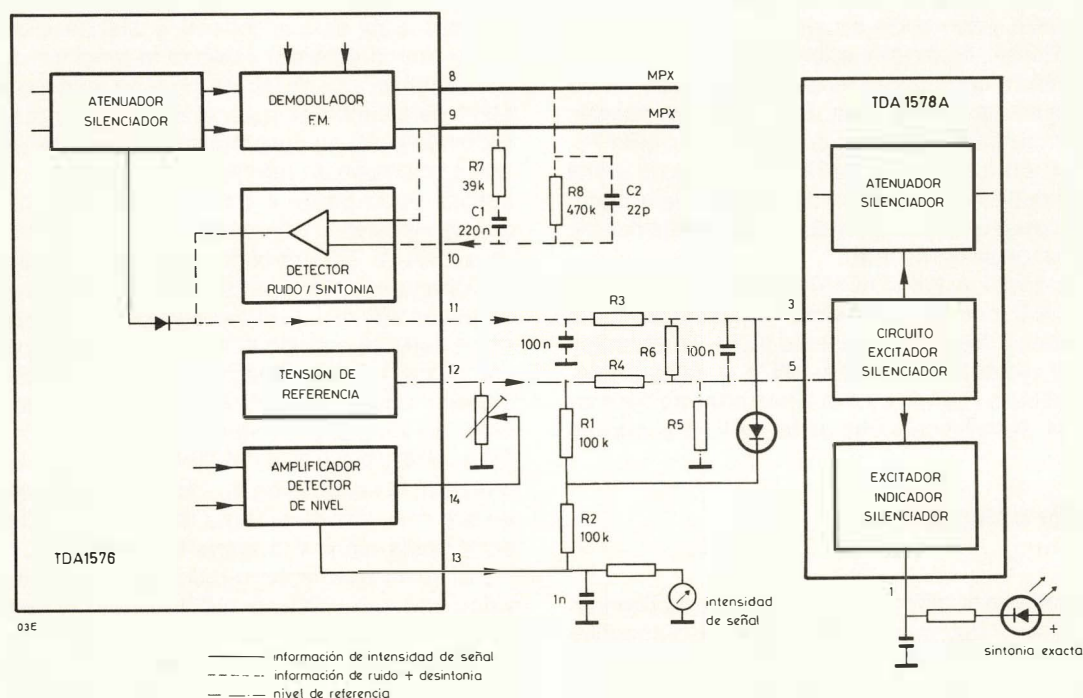 ATENUADOR
SILENCIADOR
DEMODULADOR
F.M.
8
MPX
9
MPX
R7
39k
C1
220n
R8
470k
C2
22p
DETECTOR
RUIDO / SINTONIA
10
11
R3
100n
R6
100n
3
TENSION DE
REFERENCIA
12
R4
5
R1
100k
R5
AMPLIFICADOR
DETECTOR
DE NIVEL
14
R2
100k
13
TDA1576
1n
intensidad
de señal
TDA 1578A
ATENUADOR
SILENCIADOR
CIRCUITO
EXCITADOR
SILENCIADOR
EXCITADOR
INDICADOR
SILENCIADOR
1
+
sintonia exacta
03E
información de intensidad de señal
información de ruido + desintonia
nivel de referencia